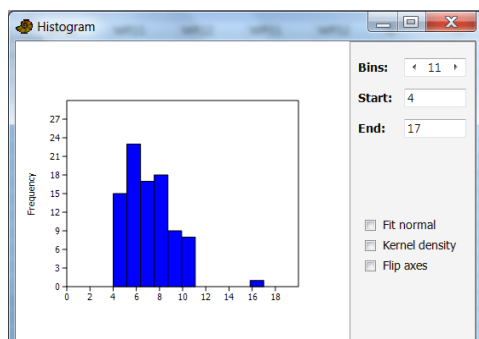 Histogram
Bins: 11
Start: 4
End: 17
Frequency
27
24
21
18
15
12
9
6
3
0
0 2 4 6 8 10 12 14 16 18
Fit normal
Kernel density
Flip axes